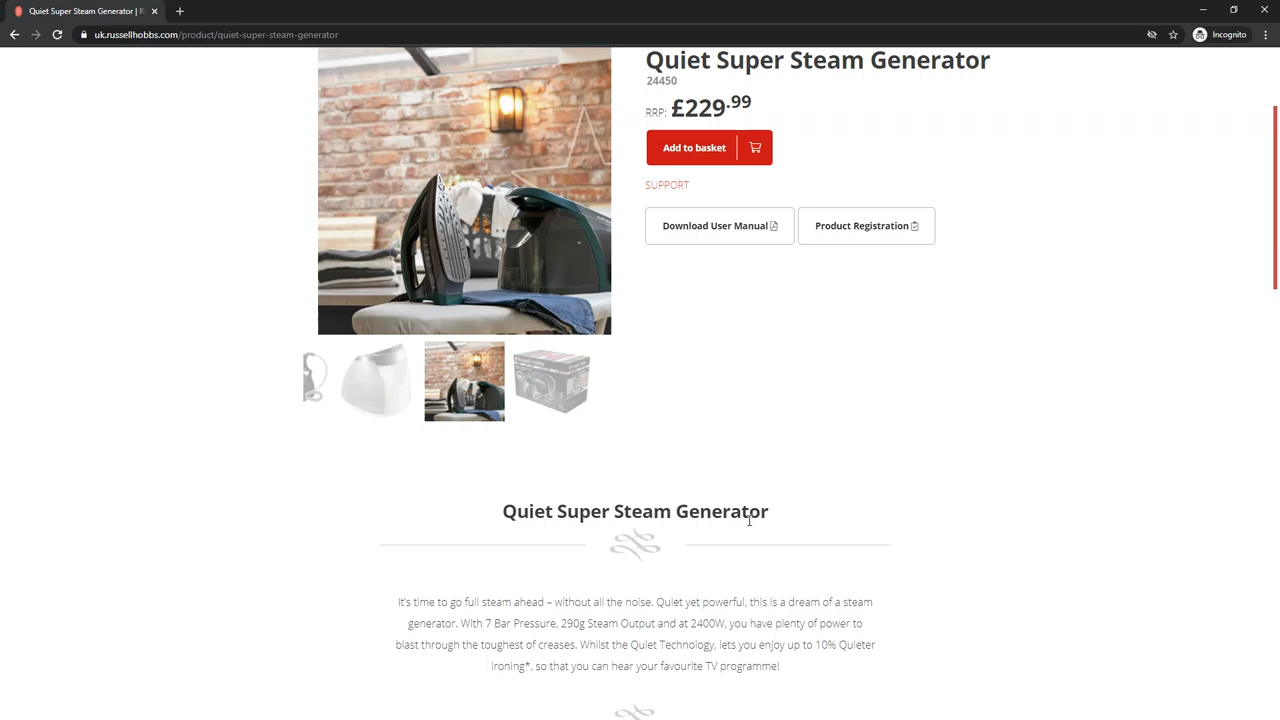 Quiet Super Steam Generator | R
Incognito
uk.russellhobbs.com/product/quiet-super-steam-generator
Quiet Super Steam Generator
24450
RRP: £229.99
Add to basket
SUPPORT
Download User Manual
Product Registration
Quiet Super Steam Generator
It's time to go full steam ahead – without all the noise. Quiet yet powerful, this is a dream of a steam
generator. With 7 Bar Pressure, 290g Steam Output and at 2400W, you have plenty of power to
blast through the toughest of creases. Whilst the Quiet Technology, lets you enjoy up to 10% Quieter
ironing*, so that you can hear your favourite TV programme!